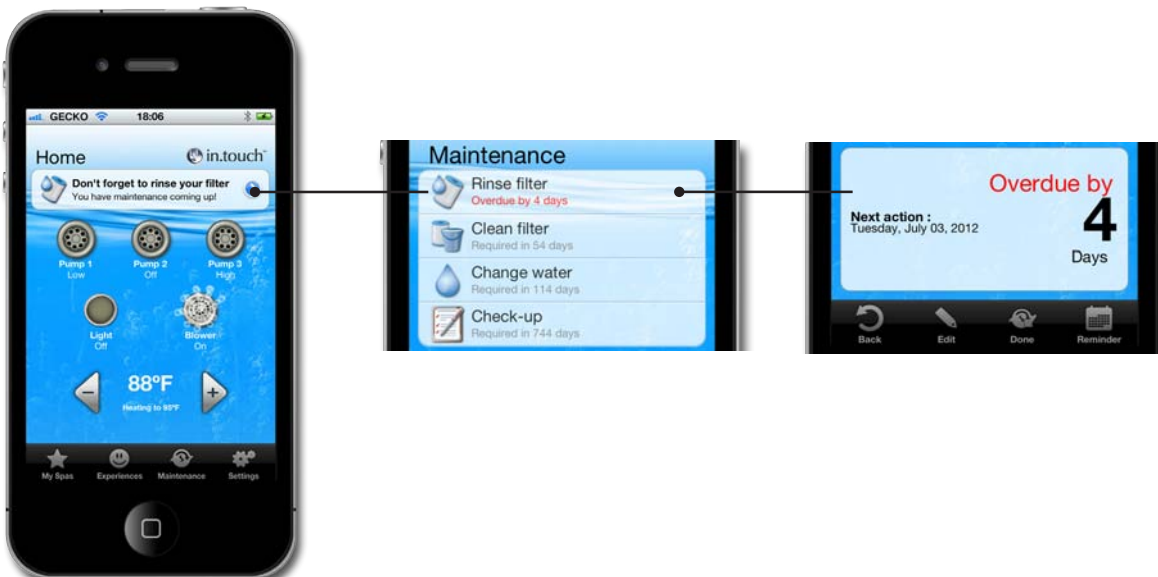 GECKO 18:06
Home in.touch™
Don't forget to rinse your filter
You have maintenance coming up!
Pump 1 Pump 2 Pump 3
Low Off High
Light Blower
Off On
88°F
Heating to 95°F
My Spas Experiences Maintenance Settings
Maintenance
Rinse filter
Overdue by 4 days
Clean filter
Required in 54 days
Change water
Required in 114 days
Check-up
Required in 744 days
Overdue by
4
Days
Next action :
Tuesday, July 03, 2012
Back Edit Done Reminder